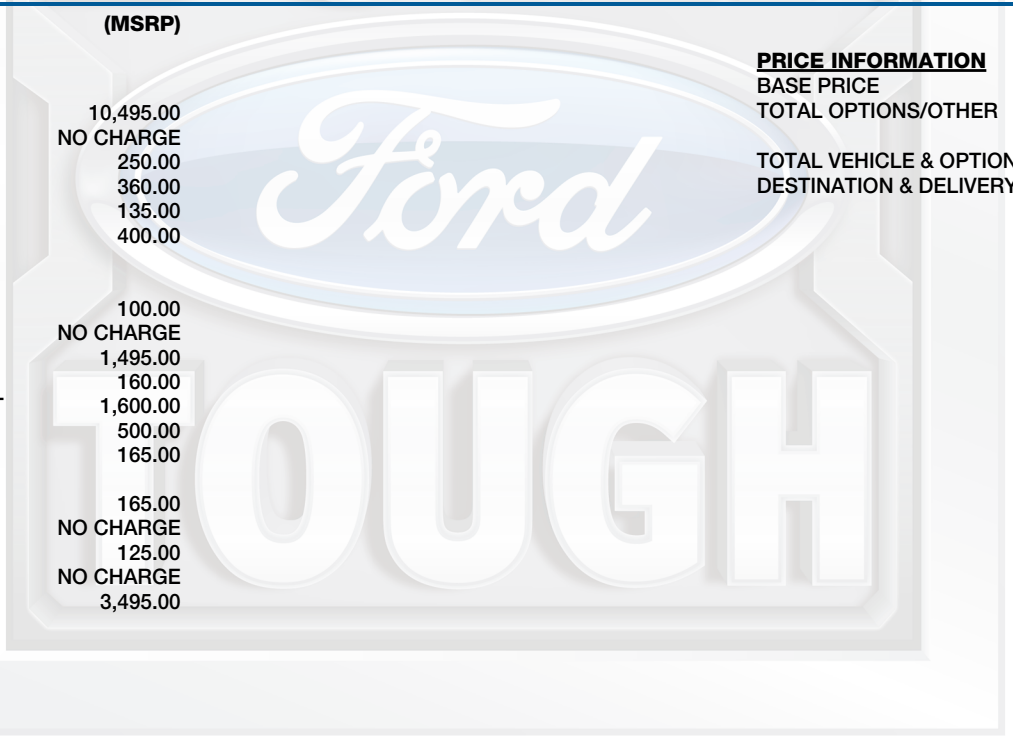 (MSRP)
10,495.00
NO CHARGE
250.00
360.00
135.00
400.00
100.00
NO CHARGE
1,495.00
160.00
1,600.00
500.00
165.00
165.00
NO CHARGE
125.00
NO CHARGE
3,495.00
PRICE INFORMATION
BASE PRICE
TOTAL OPTIONS/OTHER
TOTAL VEHICLE & OPTION
DESTINATION & DELIVERY
Ford
TOUGH